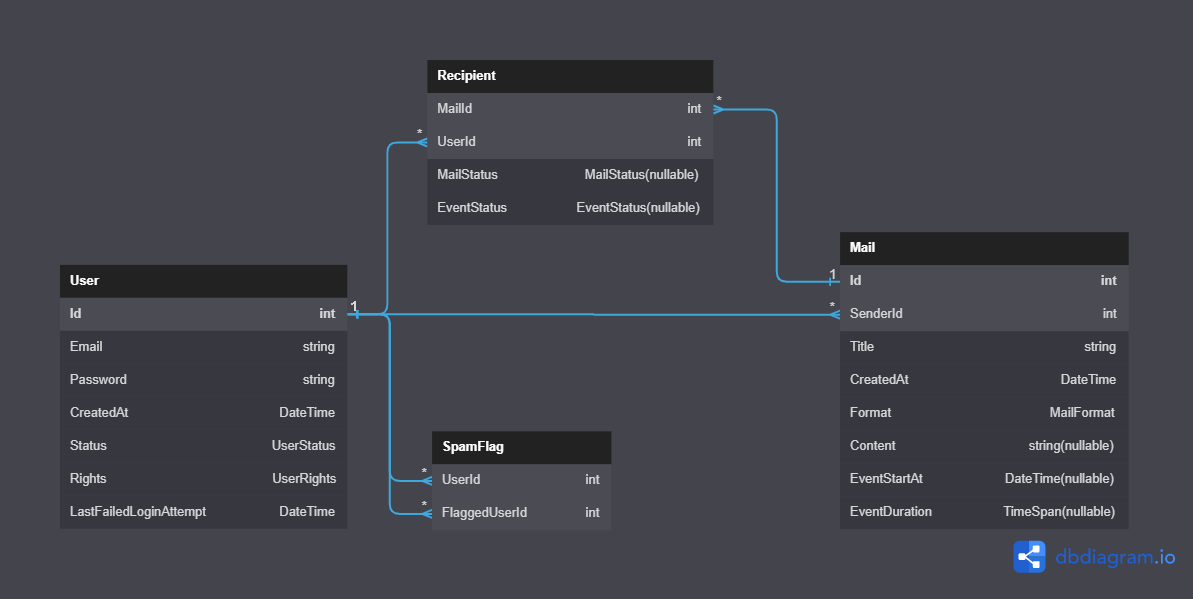 Recipient
MailId int
UserId int
MailStatus MailStatus(nullable)
EventStatus EventStatus(nullable)
*
*
User
Id int
Email string
Password string
CreatedAt DateTime
Status UserStatus
Rights UserRights
LastFailedLoginAttempt DateTime
1
SpamFlag
UserId int
FlaggedUserId int
*
*
Mail
Id int
SenderId int
Title string
CreatedAt DateTime
Format MailFormat
Content string(nullable)
EventStartAt DateTime(nullable)
EventDuration TimeSpan(nullable)
1
*
dbdiagram.io